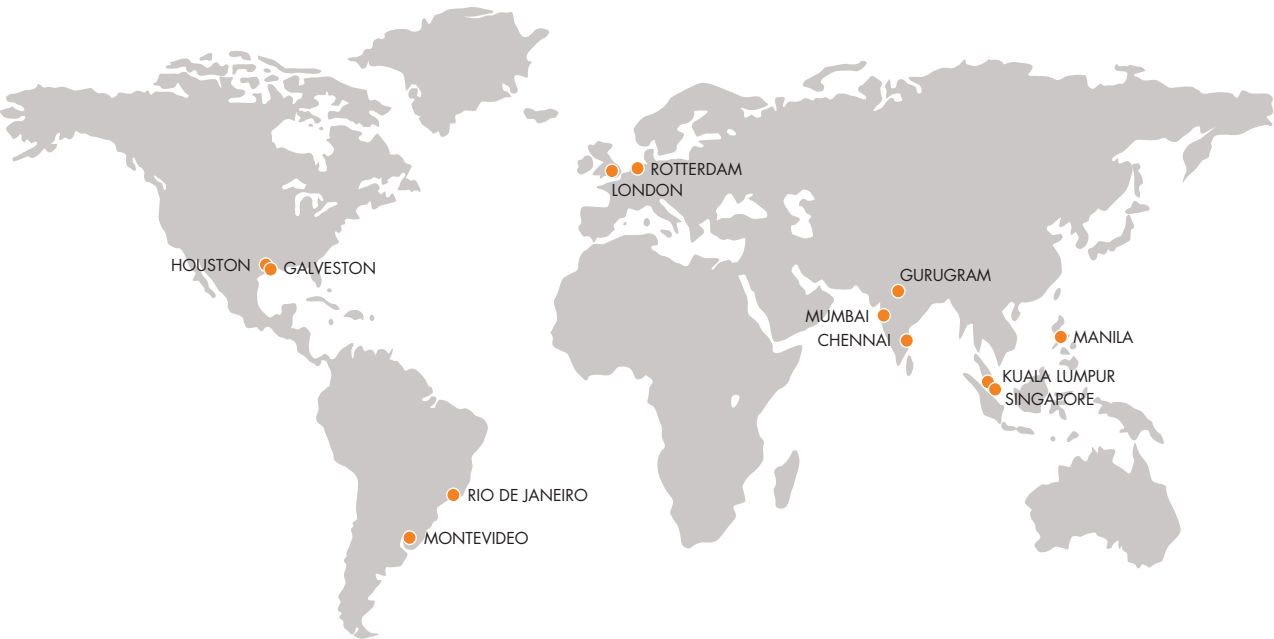 ROTTERDAM
LONDON
HOUSTON
GALVESTON
GURUGRAM
MUMBAI
CHENNAI
MANILA
KUALA LUMPUR
SINGAPORE
RIO DE JANEIRO
MONTEVIDEO